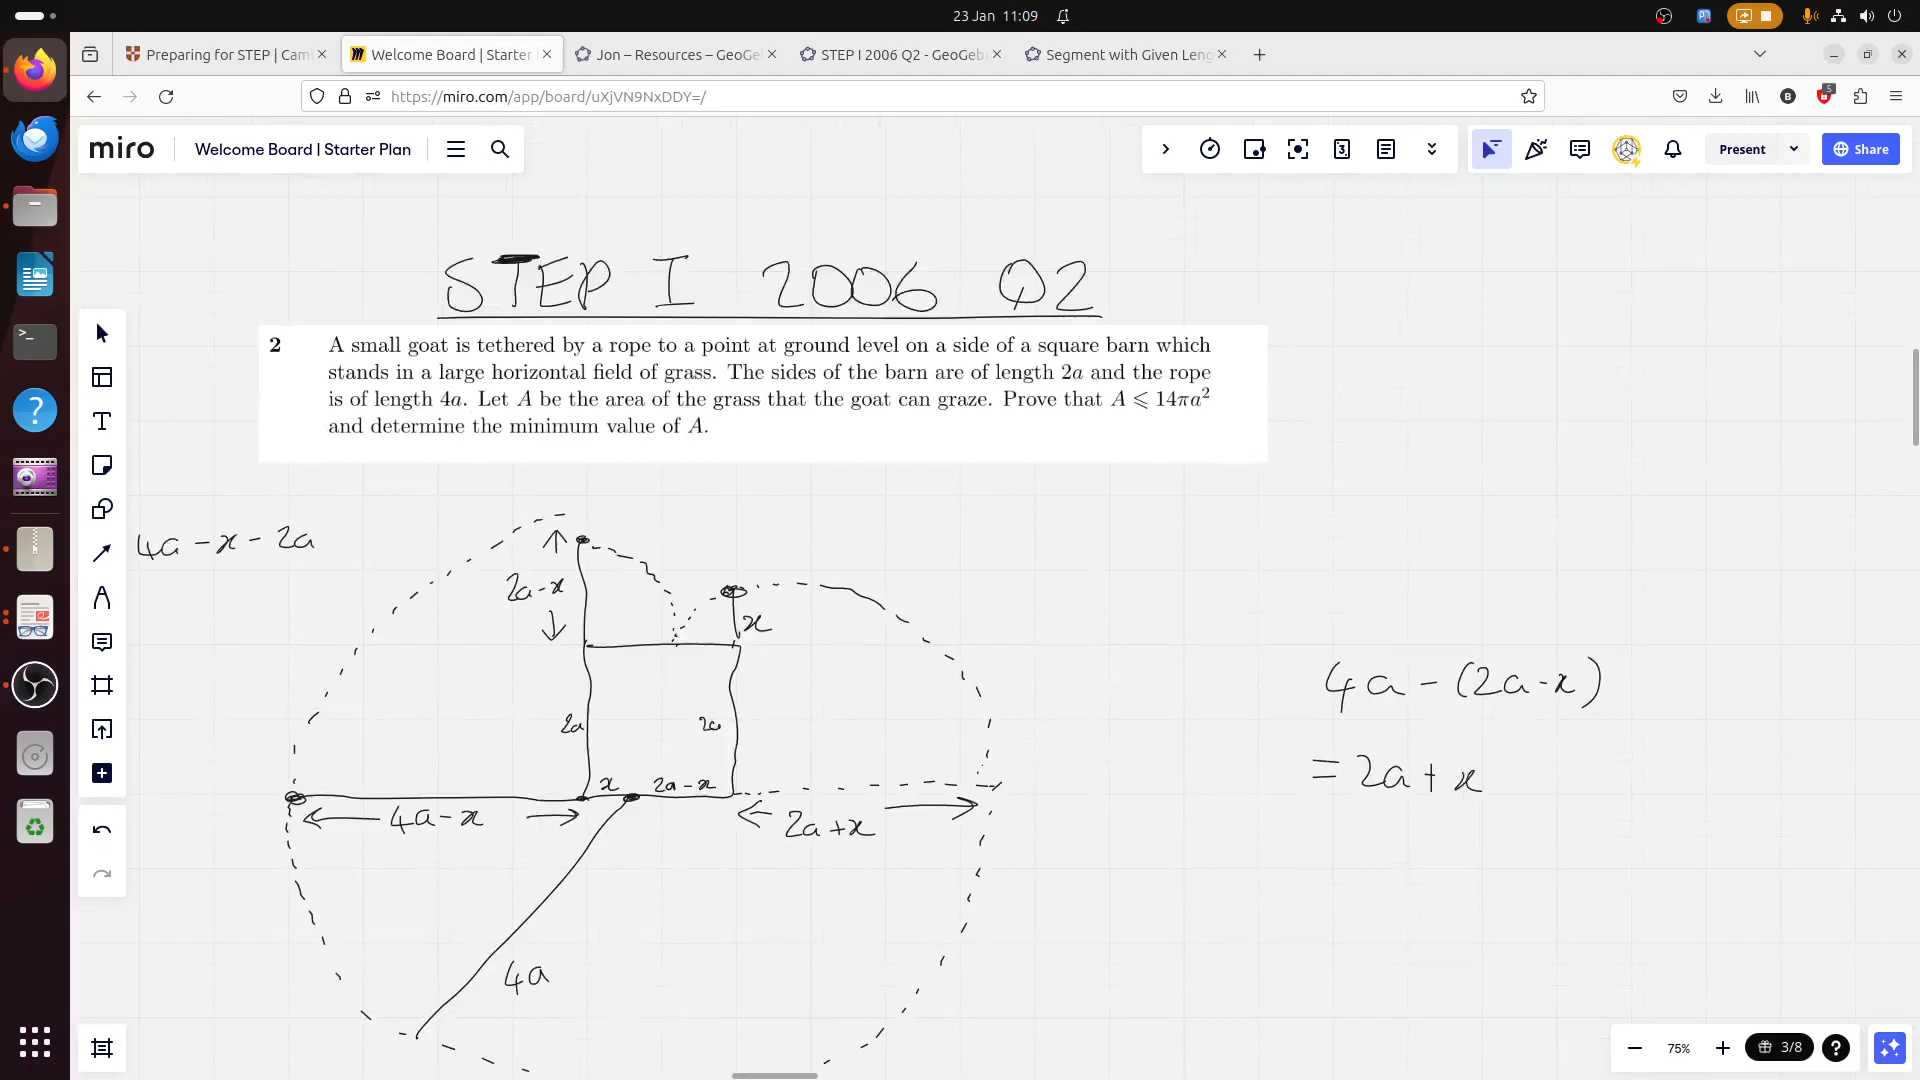 23 Jan 11:09
Preparing for STEP | Cam
Welcome Board | Starter
Jon – Resources – GeoGe
STEP I 2006 Q2 - GeoGeb
Segment with Given Leng
https://miro.com/app/board/uXjVN9NxDDY=/
B
5
miro
Welcome Board | Starter Plan
3
Present
Share
STEP I 2006 Q2
2 A small goat is tethered by a rope to a point at ground level on a side of a square barn which
stands in a large horizontal field of grass. The sides of the barn are of length 2a and the rope
is of length 4a. Let A be the area of the grass that the goat can graze. Prove that A ⩽ 14πa²
and determine the minimum value of A.
4a - x - 2a
2a-x
x
4a - (2a-x)
2a
2a
= 2a + x
x
2a-x
4a-x
2a+x
4a
75%
3/8